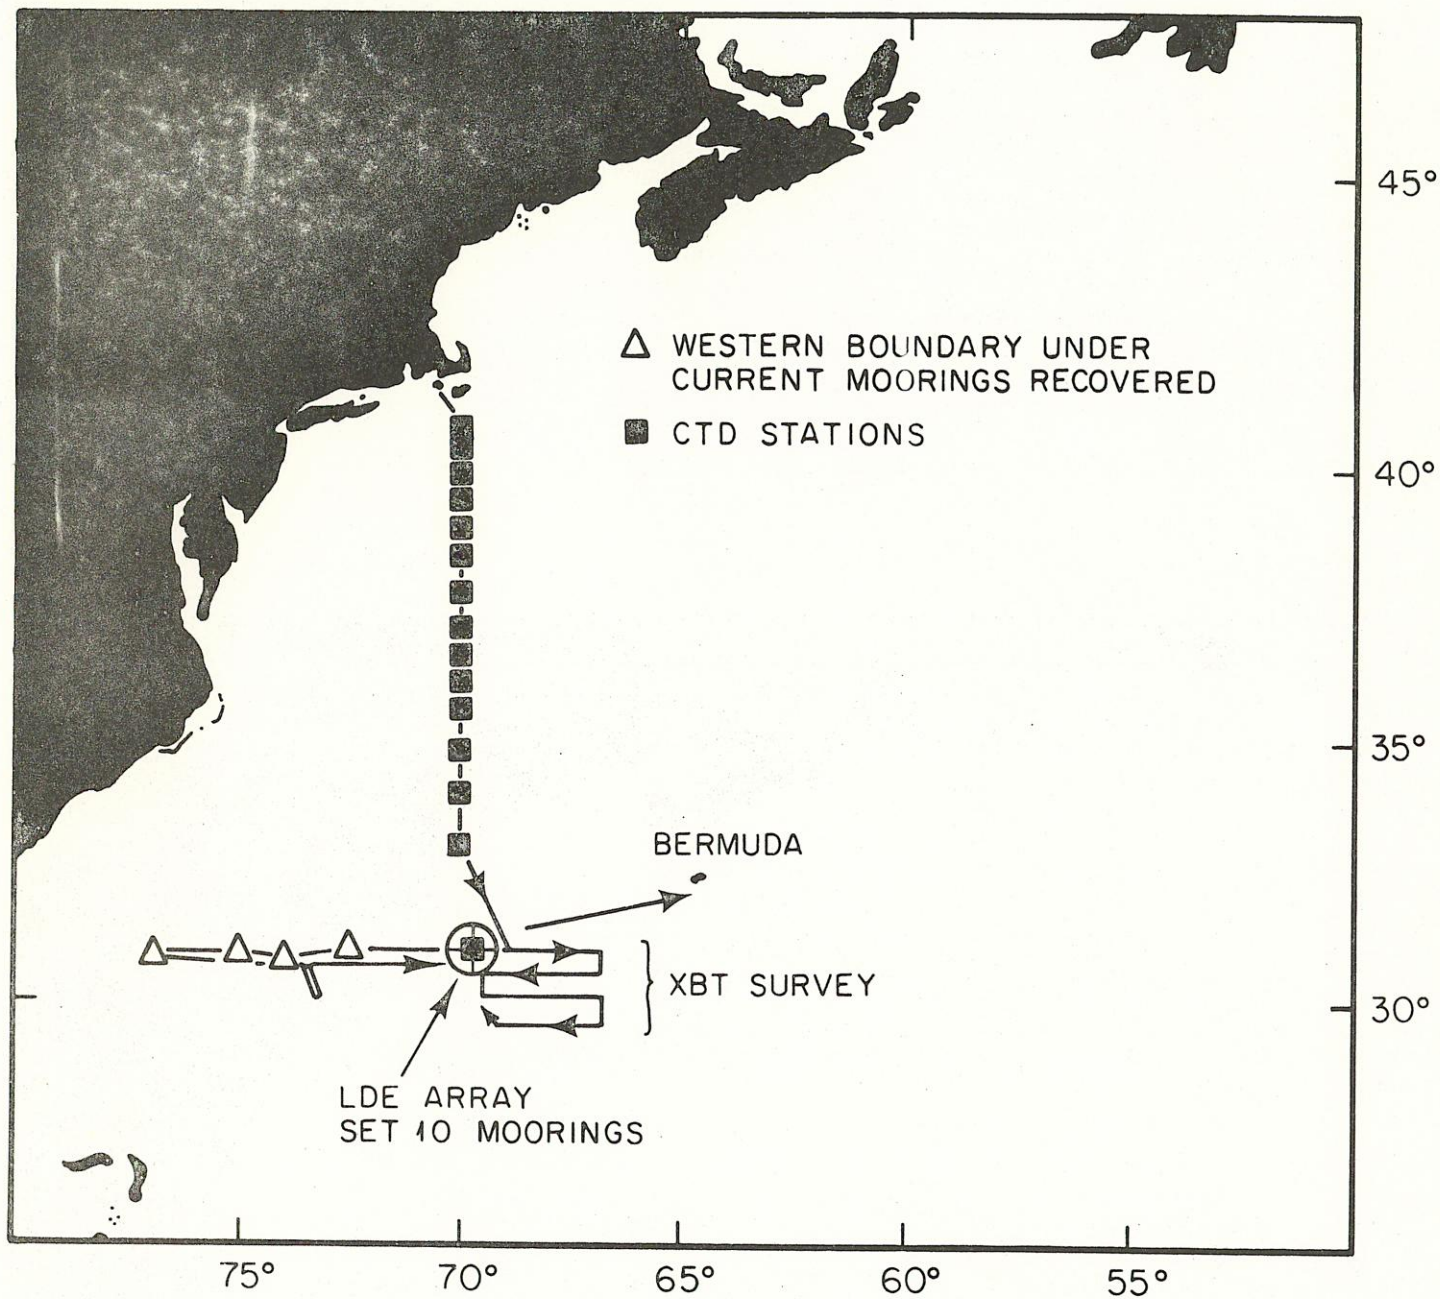 45°
WESTERN BOUNDARY UNDER
CURRENT MOORINGS RECOVERED
CTD STATIONS
40°
35°
BERMUDA
XBT SURVEY
30°
LDE ARRAY
SET 10 MOORINGS
75°
70°
65°
60°
55°